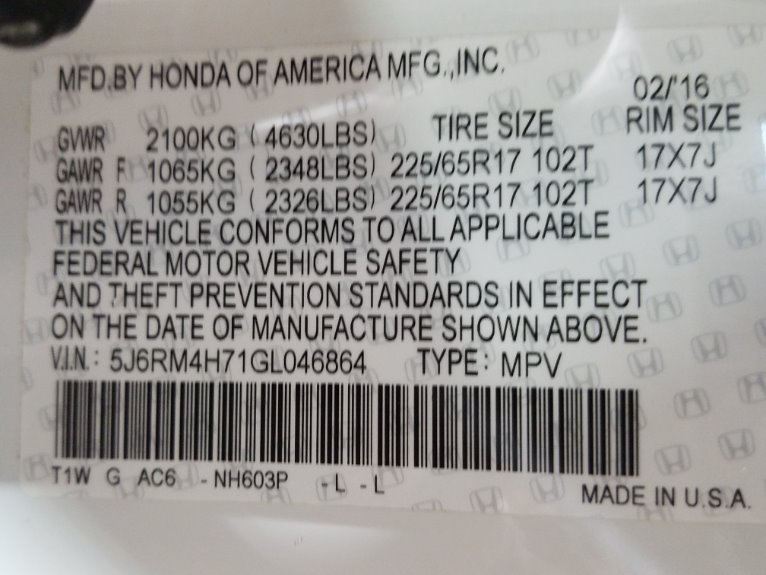 MFD.BY HONDA OF AMERICA MFG.,INC.
02/'16
GVWR 2100KG ( 4630LBS) TIRE SIZE RIM SIZE
GAWR F 1065KG ( 2348LBS) 225/65R17 102T 17X7J
GAWR R 1055KG ( 2326LBS) 225/65R17 102T 17X7J
THIS VEHICLE CONFORMS TO ALL APPLICABLE
FEDERAL MOTOR VEHICLE SAFETY
AND THEFT PREVENTION STANDARDS IN EFFECT
ON THE DATE OF MANUFACTURE SHOWN ABOVE.
V.I.N.: 5J6RM4H71GL046864 TYPE: MPV
T1W G AC6 -NH603P -L -L
MADE IN U.S.A.